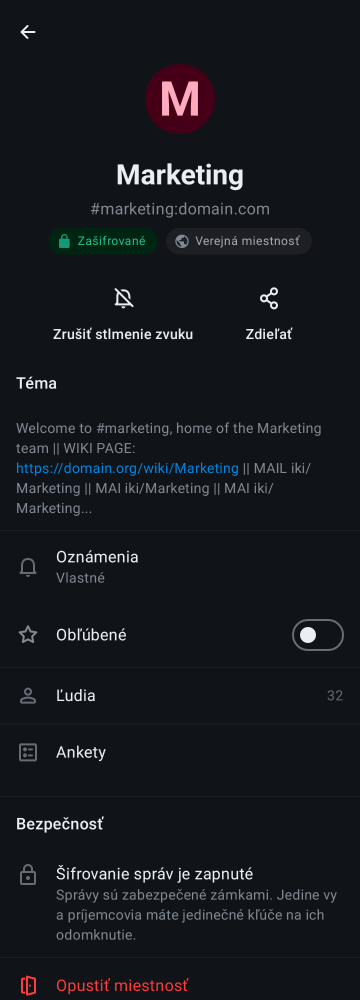 M
Marketing
#marketing:domain.com
Zašifrované
Verejná miestnosť
Zrušiť stlmenie zvuku
Zdieľať
Téma
Welcome to #marketing, home of the Marketing
team || WIKI PAGE:
https://domain.org/wiki/Marketing || MAIL iki/
Marketing || MAI iki/Marketing || MAI iki/
Marketing...
Oznámenia
Vlastné
Obľúbené
Ľudia
32
Ankety
Bezpečnosť
Šifrovanie správ je zapnuté
Správy sú zabezpečené zámkami. Jedine vy
a príjemcovia máte jedinečné kľúče na ich
odomknutie.
Opustiť miestnosť